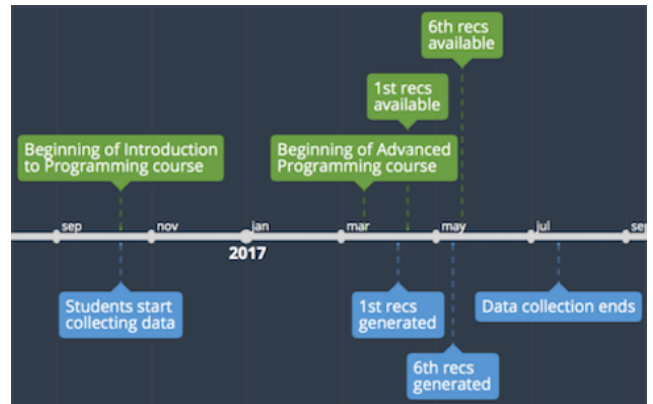 6th recs
available
1st recs
available
Beginning of Introduction
to Programming course
Beginning of Advanced
Programming course
sep
nov
jan
mar
may
jul
sep
2017
Students start
collecting data
1st recs
generated
Data collection ends
6th recs
generated